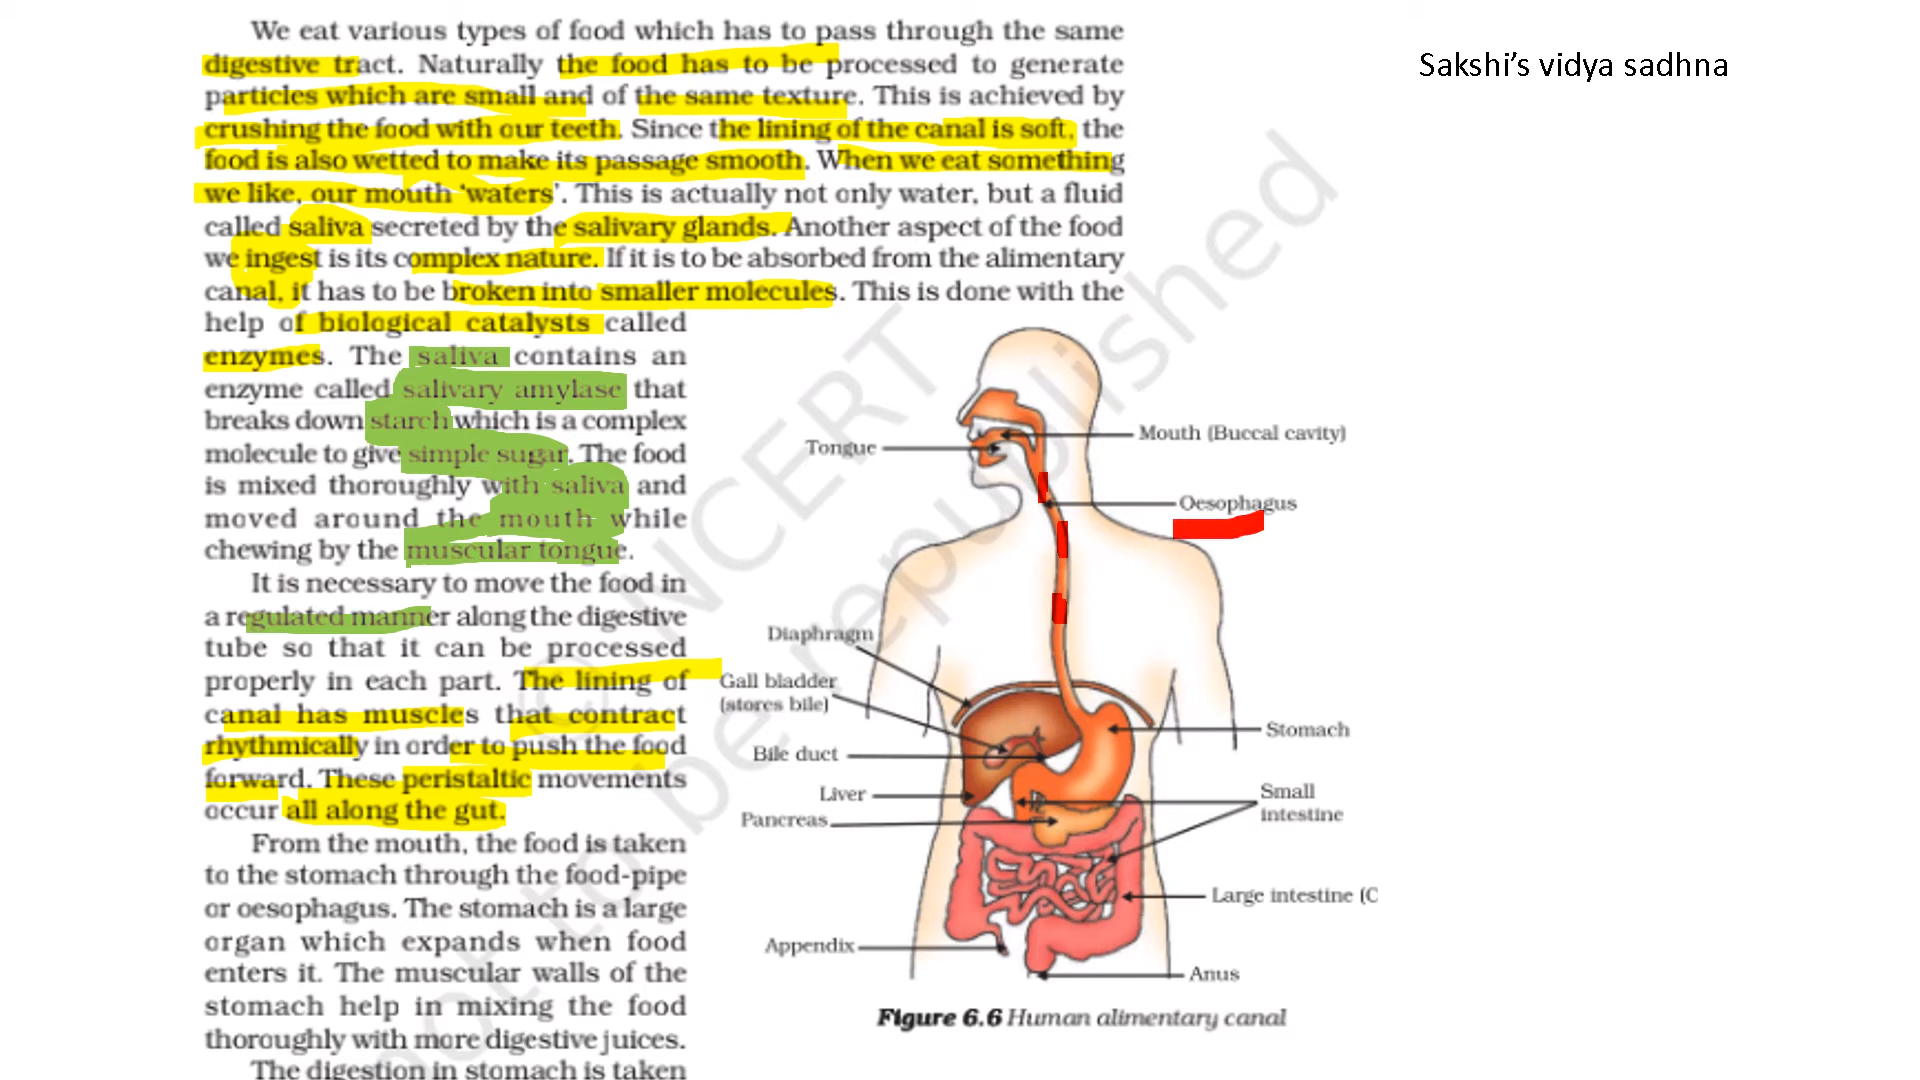 We eat various types of food which has to pass through the same
digestive tract. Naturally the food has to be processed to generate
particles which are small and of the same texture. This is achieved by
crushing the food with our teeth. Since the lining of the canal is soft, the
food is also wetted to make its passage smooth. When we eat something
we like, our mouth ‘waters’. This is actually not only water, but a fluid
called saliva secreted by the salivary glands. Another aspect of the food
we ingest is its complex nature. If it is to be absorbed from the alimentary
canal, it has to be broken into smaller molecules. This is done with the
help of biological catalysts called
enzymes. The saliva contains an
enzyme called salivary amylase that
breaks down starch which is a complex
molecule to give simple sugar. The food
is mixed thoroughly with saliva and
moved around the mouth while
chewing by the muscular tongue.
It is necessary to move the food in
a regulated manner along the digestive
tube so that it can be processed
properly in each part. The lining of
canal has muscles that contract
rhythmically in order to push the food
forward. These peristaltic movements
occur all along the gut.
From the mouth, the food is taken
to the stomach through the food-pipe
or oesophagus. The stomach is a large
organ which expands when food
enters it. The muscular walls of the
stomach help in mixing the food
thoroughly with more digestive juices.
The digestion in stomach is taken
Sakshi’s vidya sadhna
Tongue
Mouth (Buccal cavity)
Oesophagus
Diaphragm
Gall bladder
(stores bile)
Bile duct
Liver
Pancreas
Appendix
Stomach
Small
intestine
Large intestine (C
Anus
Figure 6.6 Human alimentary canal
© NCERT
not to be republished